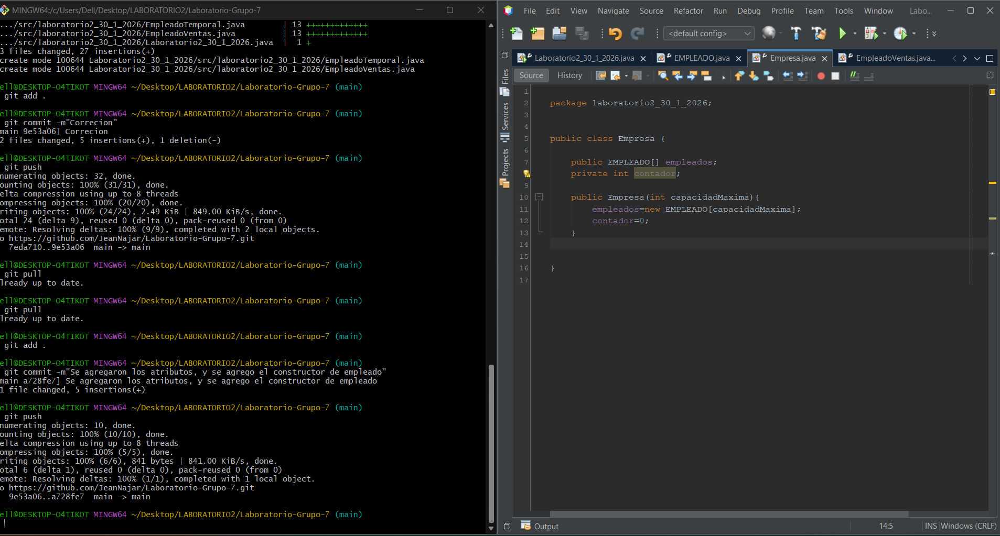 MINGW64:/c/Users/Dell/Desktop/LABORATORIO2/Laboratorio-Grupo-7
.../src/laboratorio2_30_1_2026/EmpleadoTemporal.java | 13 +++++++++++++
.../src/laboratorio2_30_1_2026/EmpleadoVentas.java | 13 +++++++++++++
.../src/laboratorio2_30_1_2026/Laboratorio2_30_1_2026.java | 1 +
3 files changed, 27 insertions(+)
create mode 100644 Laboratorio2_30_1_2026/src/laboratorio2_30_1_2026/EmpleadoTemporal.java
create mode 100644 Laboratorio2_30_1_2026/src/laboratorio2_30_1_2026/EmpleadoVentas.java
ell@DESKTOP-O4TIKOT MINGW64 ~/Desktop/LABORATORIO2/Laboratorio-Grupo-7 (main)
git add .
ell@DESKTOP-O4TIKOT MINGW64 ~/Desktop/LABORATORIO2/Laboratorio-Grupo-7 (main)
git commit -m"Correcion"
main 9e53a06] Correcion
2 files changed, 5 insertions(+), 1 deletion(-)
ell@DESKTOP-O4TIKOT MINGW64 ~/Desktop/LABORATORIO2/Laboratorio-Grupo-7 (main)
git push
numerating objects: 32, done.
ounting objects: 100% (31/31), done.
elta compression using up to 8 threads
ompressing objects: 100% (20/20), done.
riting objects: 100% (24/24), 2.49 KiB | 849.00 KiB/s, done.
otal 24 (delta 9), reused 0 (delta 0), pack-reused 0 (from 0)
emote: Resolving deltas: 100% (9/9), completed with 2 local objects.
o https://github.com/JeanNajar/Laboratorio-Grupo-7.git
7eda710..9e53a06 main -> main
ell@DESKTOP-O4TIKOT MINGW64 ~/Desktop/LABORATORIO2/Laboratorio-Grupo-7 (main)
git pull
lready up to date.
ell@DESKTOP-O4TIKOT MINGW64 ~/Desktop/LABORATORIO2/Laboratorio-Grupo-7 (main)
git pull
lready up to date.
ell@DESKTOP-O4TIKOT MINGW64 ~/Desktop/LABORATORIO2/Laboratorio-Grupo-7 (main)
git add .
ell@DESKTOP-O4TIKOT MINGW64 ~/Desktop/LABORATORIO2/Laboratorio-Grupo-7 (main)
git commit -m"Se agregaron los atributos, y se agrego el constructor de empleado"
main a728fe7] Se agregaron los atributos, y se agrego el constructor de empleado
1 file changed, 5 insertions(+)
ell@DESKTOP-O4TIKOT MINGW64 ~/Desktop/LABORATORIO2/Laboratorio-Grupo-7 (main)
git push
numerating objects: 10, done.
ounting objects: 100% (10/10), done.
elta compression using up to 8 threads
ompressing objects: 100% (5/5), done.
riting objects: 100% (6/6), 841 bytes | 841.00 KiB/s, done.
otal 6 (delta 1), reused 0 (delta 0), pack-reused 0 (from 0)
emote: Resolving deltas: 100% (1/1), completed with 1 local object.
o https://github.com/JeanNajar/Laboratorio-Grupo-7.git
9e53a06..a728fe7 main -> main
ell@DESKTOP-O4TIKOT MINGW64 ~/Desktop/LABORATORIO2/Laboratorio-Grupo-7 (main)
File Edit View Navigate Source Refactor Run Debug Profile Team Tools Window Labo...
<default config>
Laboratorio2_30_1_2026.java EMPLEADO.java Empresa.java EmpleadoVentas.java...
Source History
Files
Services
Projects
1
2 package laboratorio2_30_1_2026;
3
4
5 public class Empresa {
6
7 public EMPLEADO[] empleados;
private int contador;
9
10 public Empresa(int capacidadMaxima){
11 empleados=new EMPLEADO[capacidadMaxima];
12 contador=0;
13 }
14
15
16 }
17
Output
14:5 INS Windows (CRLF)